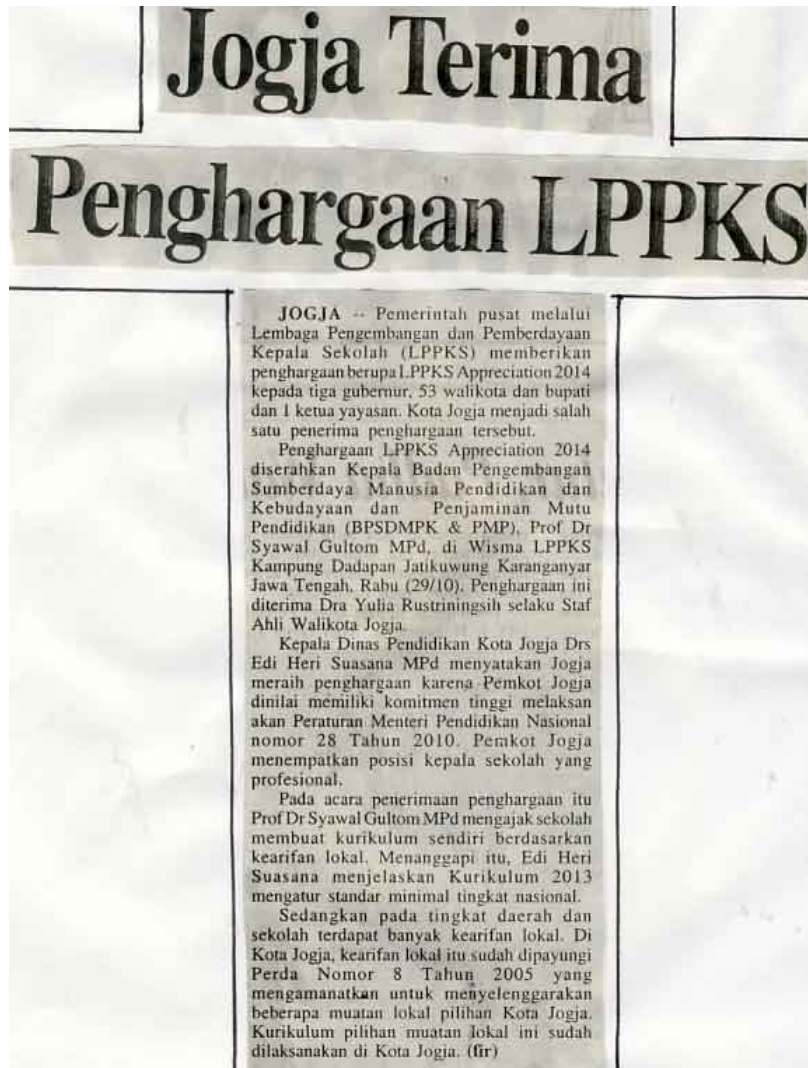 Jogja Terima
Penghargaan LPPKS
JOGJA -- Pemerintah pusat melalui
Lembaga Pengembangan dan Pemberdayaan
Kepala Sekolah (LPPKS) memberikan
penghargaan berupa LPPKS Appreciation 2014
kepada tiga gubernur, 53 walikota dan bupati
dan 1 ketua yayasan. Kota Jogja menjadi salah
satu penerima penghargaan tersebut.
Penghargaan LPPKS Appreciation 2014
diserahkan Kepala Badan Pengembangan
Sumberdaya Manusia Pendidikan dan
Kebudayaan dan Penjaminan Mutu
Pendidikan (BPSDMPK & PMP), Prof Dr
Syawal Gultom MPd, di Wisma LPPKS
Kampung Dadapan Jatikuwung Karanganyar
Jawa Tengah, Rabu (29/10). Penghargaan ini
diterima Dra Yulia Rustriningsih selaku Staf
Ahli Walikota Jogja.
Kepala Dinas Pendidikan Kota Jogja Drs
Edi Heri Suasana MPd menyatakan Jogja
meraih penghargaan karena Pemkot Jogja
dinilai memiliki komitmen tinggi melaksan
akan Peraturan Menteri Pendidikan Nasional
nomor 28 Tahun 2010. Pemkot Jogja
menempatkan posisi kepala sekolah yang
profesional.
Pada acara penerimaan penghargaan itu
Prof Dr Syawal Gultom MPd mengajak sekolah
membuat kurikulum sendiri berdasarkan
kearifan lokal. Menanggapi itu, Edi Heri
Suasana menjelaskan Kurikulum 2013
mengatur standar minimal tingkat nasional.
Sedangkan pada tingkat daerah dan
sekolah terdapat banyak kearifan lokal. Di
Kota Jogja, kearifan lokal itu sudah dipayungi
Perda Nomor 8 Tahun 2005 yang
mengamanatkan untuk menyelenggarakan
beberapa muatan lokal pilihan Kota Jogja.
Kurikulum pilihan muatan lokal ini sudah
dilaksanakan di Kota Jogja. (fir)